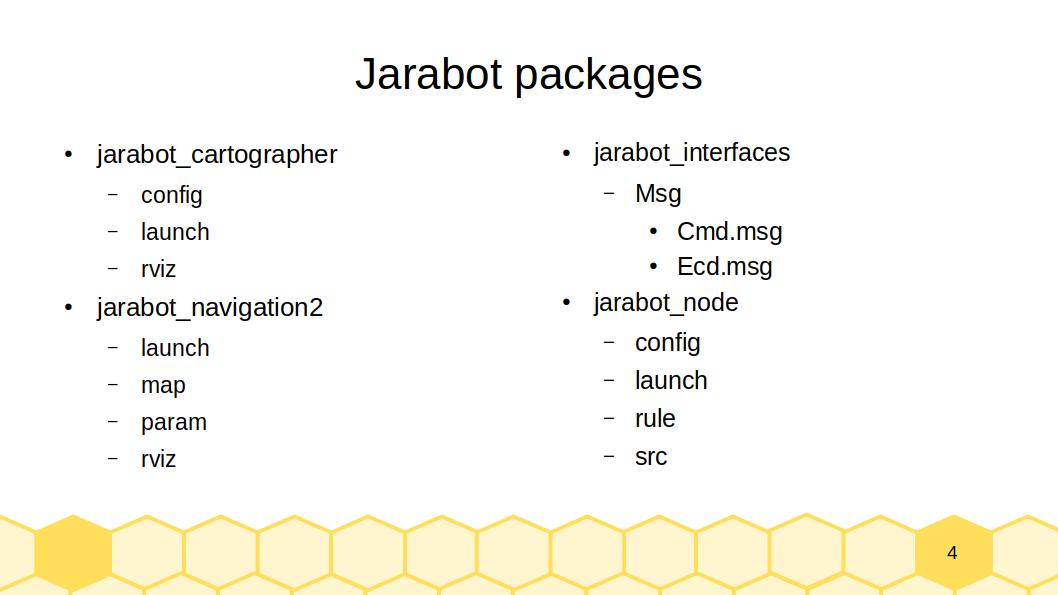 Jarabot packages
• jarabot_cartographer
– config
– launch
– rviz
• jarabot_navigation2
– launch
– map
– param
– rviz
• jarabot_interfaces
– Msg
• Cmd.msg
• Ecd.msg
• jarabot_node
– config
– launch
– rule
– src
4